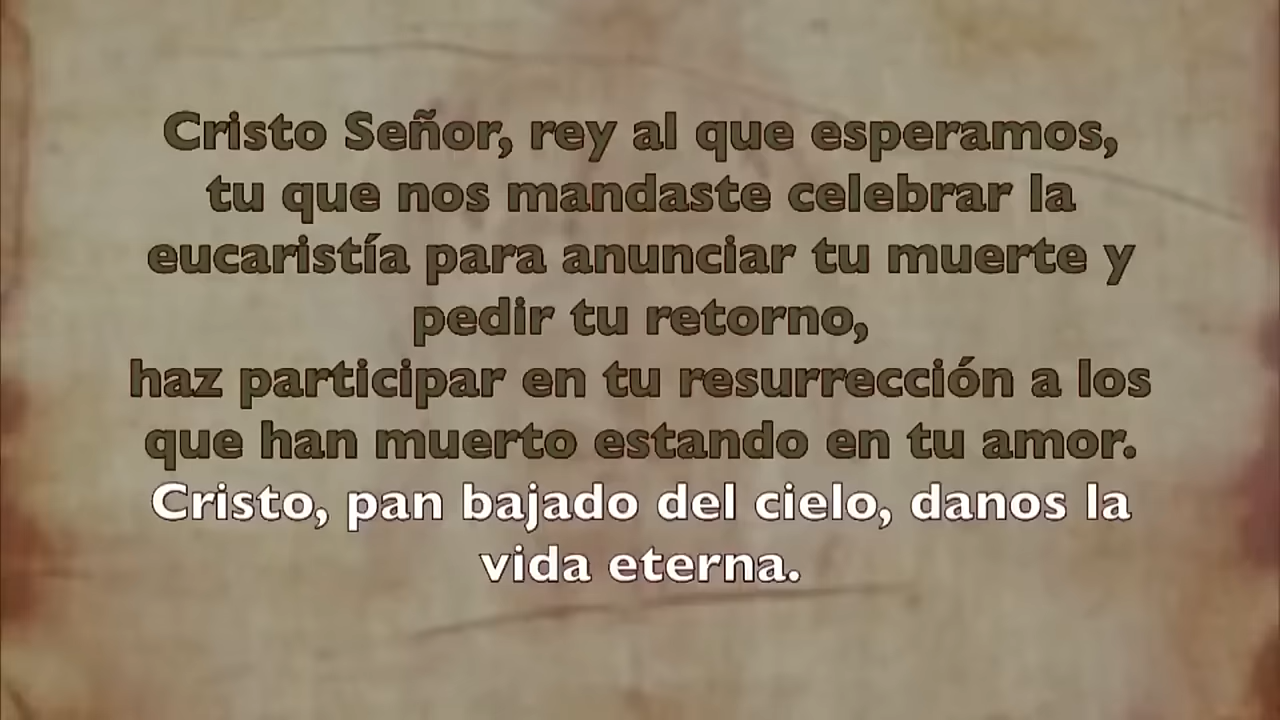 Cristo Señor, rey al que esperamos,
tu que nos mandaste celebrar la
eucaristía para anunciar tu muerte y
pedir tu retorno,
haz participar en tu resurrección a los
que han muerto estando en tu amor.
Cristo, pan bajado del cielo, danos la
vida eterna.